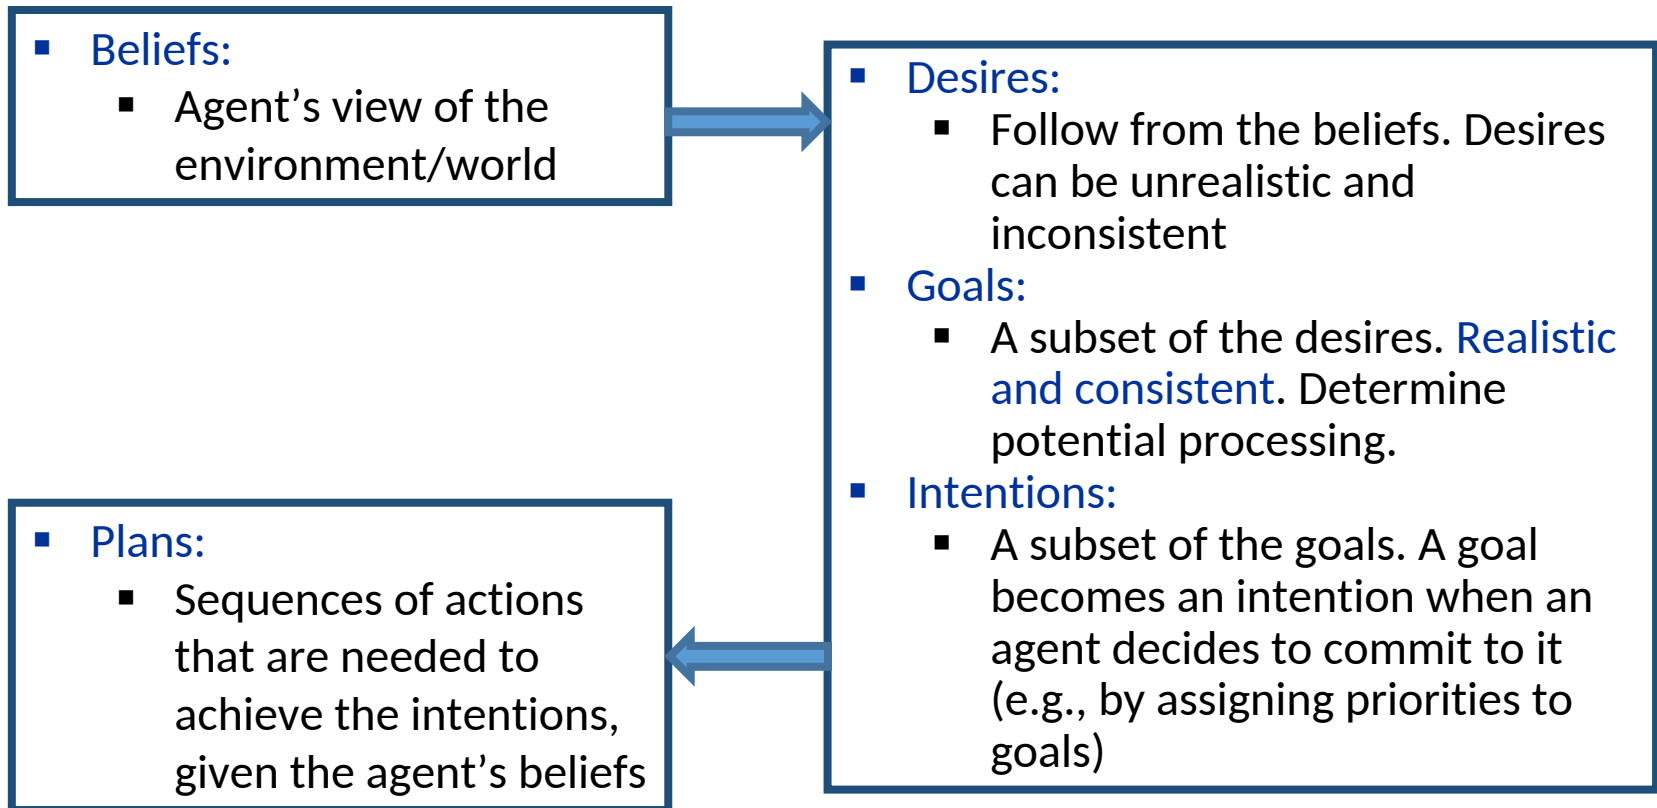 ▪ Beliefs:
▪ Agent’s view of the
environment/world
▪ Desires:
▪ Follow from the beliefs. Desires
can be unrealistic and
inconsistent
▪ Goals:
▪ A subset of the desires. Realistic
and consistent. Determine
potential processing.
▪ Intentions:
▪ A subset of the goals. A goal
becomes an intention when an
agent decides to commit to it
(e.g., by assigning priorities to
goals)
▪ Plans:
▪ Sequences of actions
that are needed to
achieve the intentions,
given the agent’s beliefs